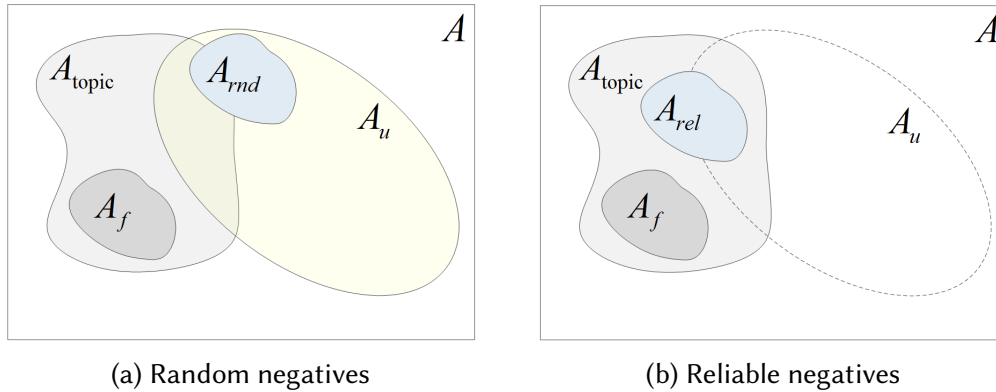 A
A_topic
A_rnd
A_u
A_f
(a) Random negatives
A
A_topic
A_rel
A_u
A_f
(b) Reliable negatives